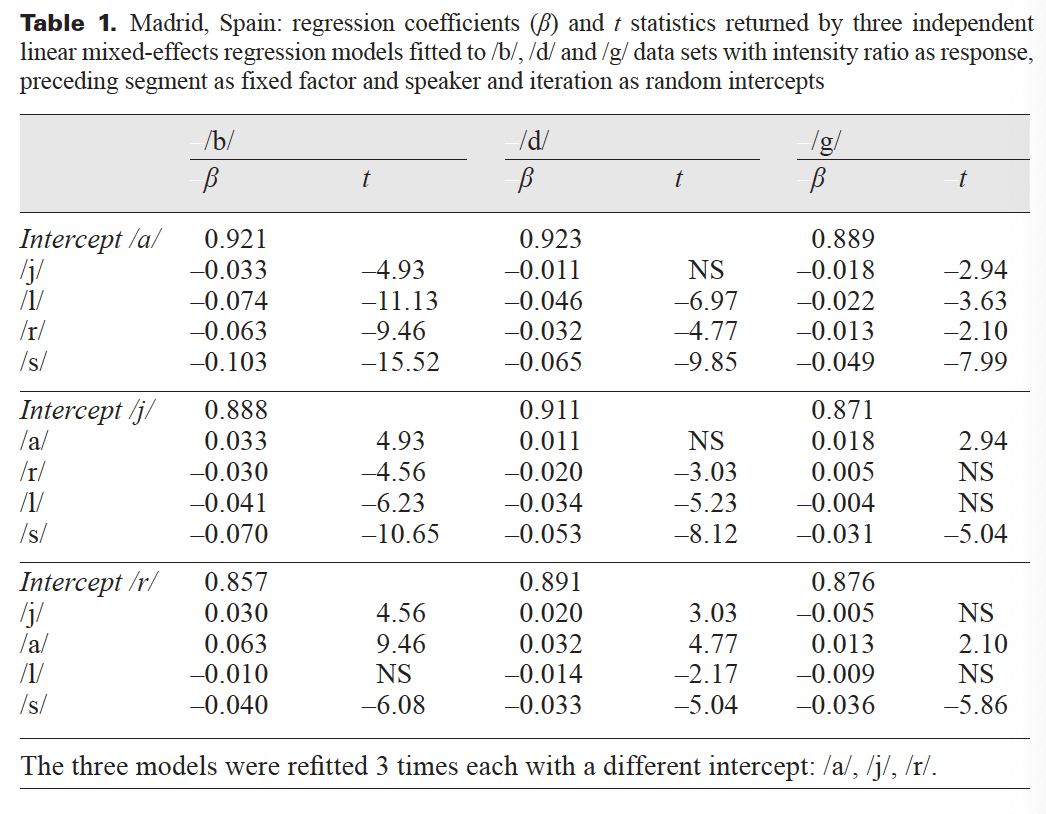 Table 1. Madrid, Spain: regression coefficients (β) and t statistics returned by three independent
linear mixed-effects regression models fitted to /b/, /d/ and /g/ data sets with intensity ratio as response,
preceding segment as fixed factor and speaker and iteration as random intercepts
/b/ /d/ /g/
β t β t β t
Intercept /a/ 0.921 0.923 0.889
/j/ –0.033 –4.93 –0.011 NS –0.018 –2.94
/l/ –0.074 –11.13 –0.046 –6.97 –0.022 –3.63
/r/ –0.063 –9.46 –0.032 –4.77 –0.013 –2.10
/s/ –0.103 –15.52 –0.065 –9.85 –0.049 –7.99
Intercept /j/ 0.888 0.911 0.871
/a/ 0.033 4.93 0.011 NS 0.018 2.94
/r/ –0.030 –4.56 –0.020 –3.03 0.005 NS
/l/ –0.041 –6.23 –0.034 –5.23 –0.004 NS
/s/ –0.070 –10.65 –0.053 –8.12 –0.031 –5.04
Intercept /r/ 0.857 0.891 0.876
/j/ 0.030 4.56 0.020 3.03 –0.005 NS
/a/ 0.063 9.46 0.032 4.77 0.013 2.10
/l/ –0.010 NS –0.014 –2.17 –0.009 NS
/s/ –0.040 –6.08 –0.033 –5.04 –0.036 –5.86
The three models were refitted 3 times each with a different intercept: /a/, /j/, /r/.